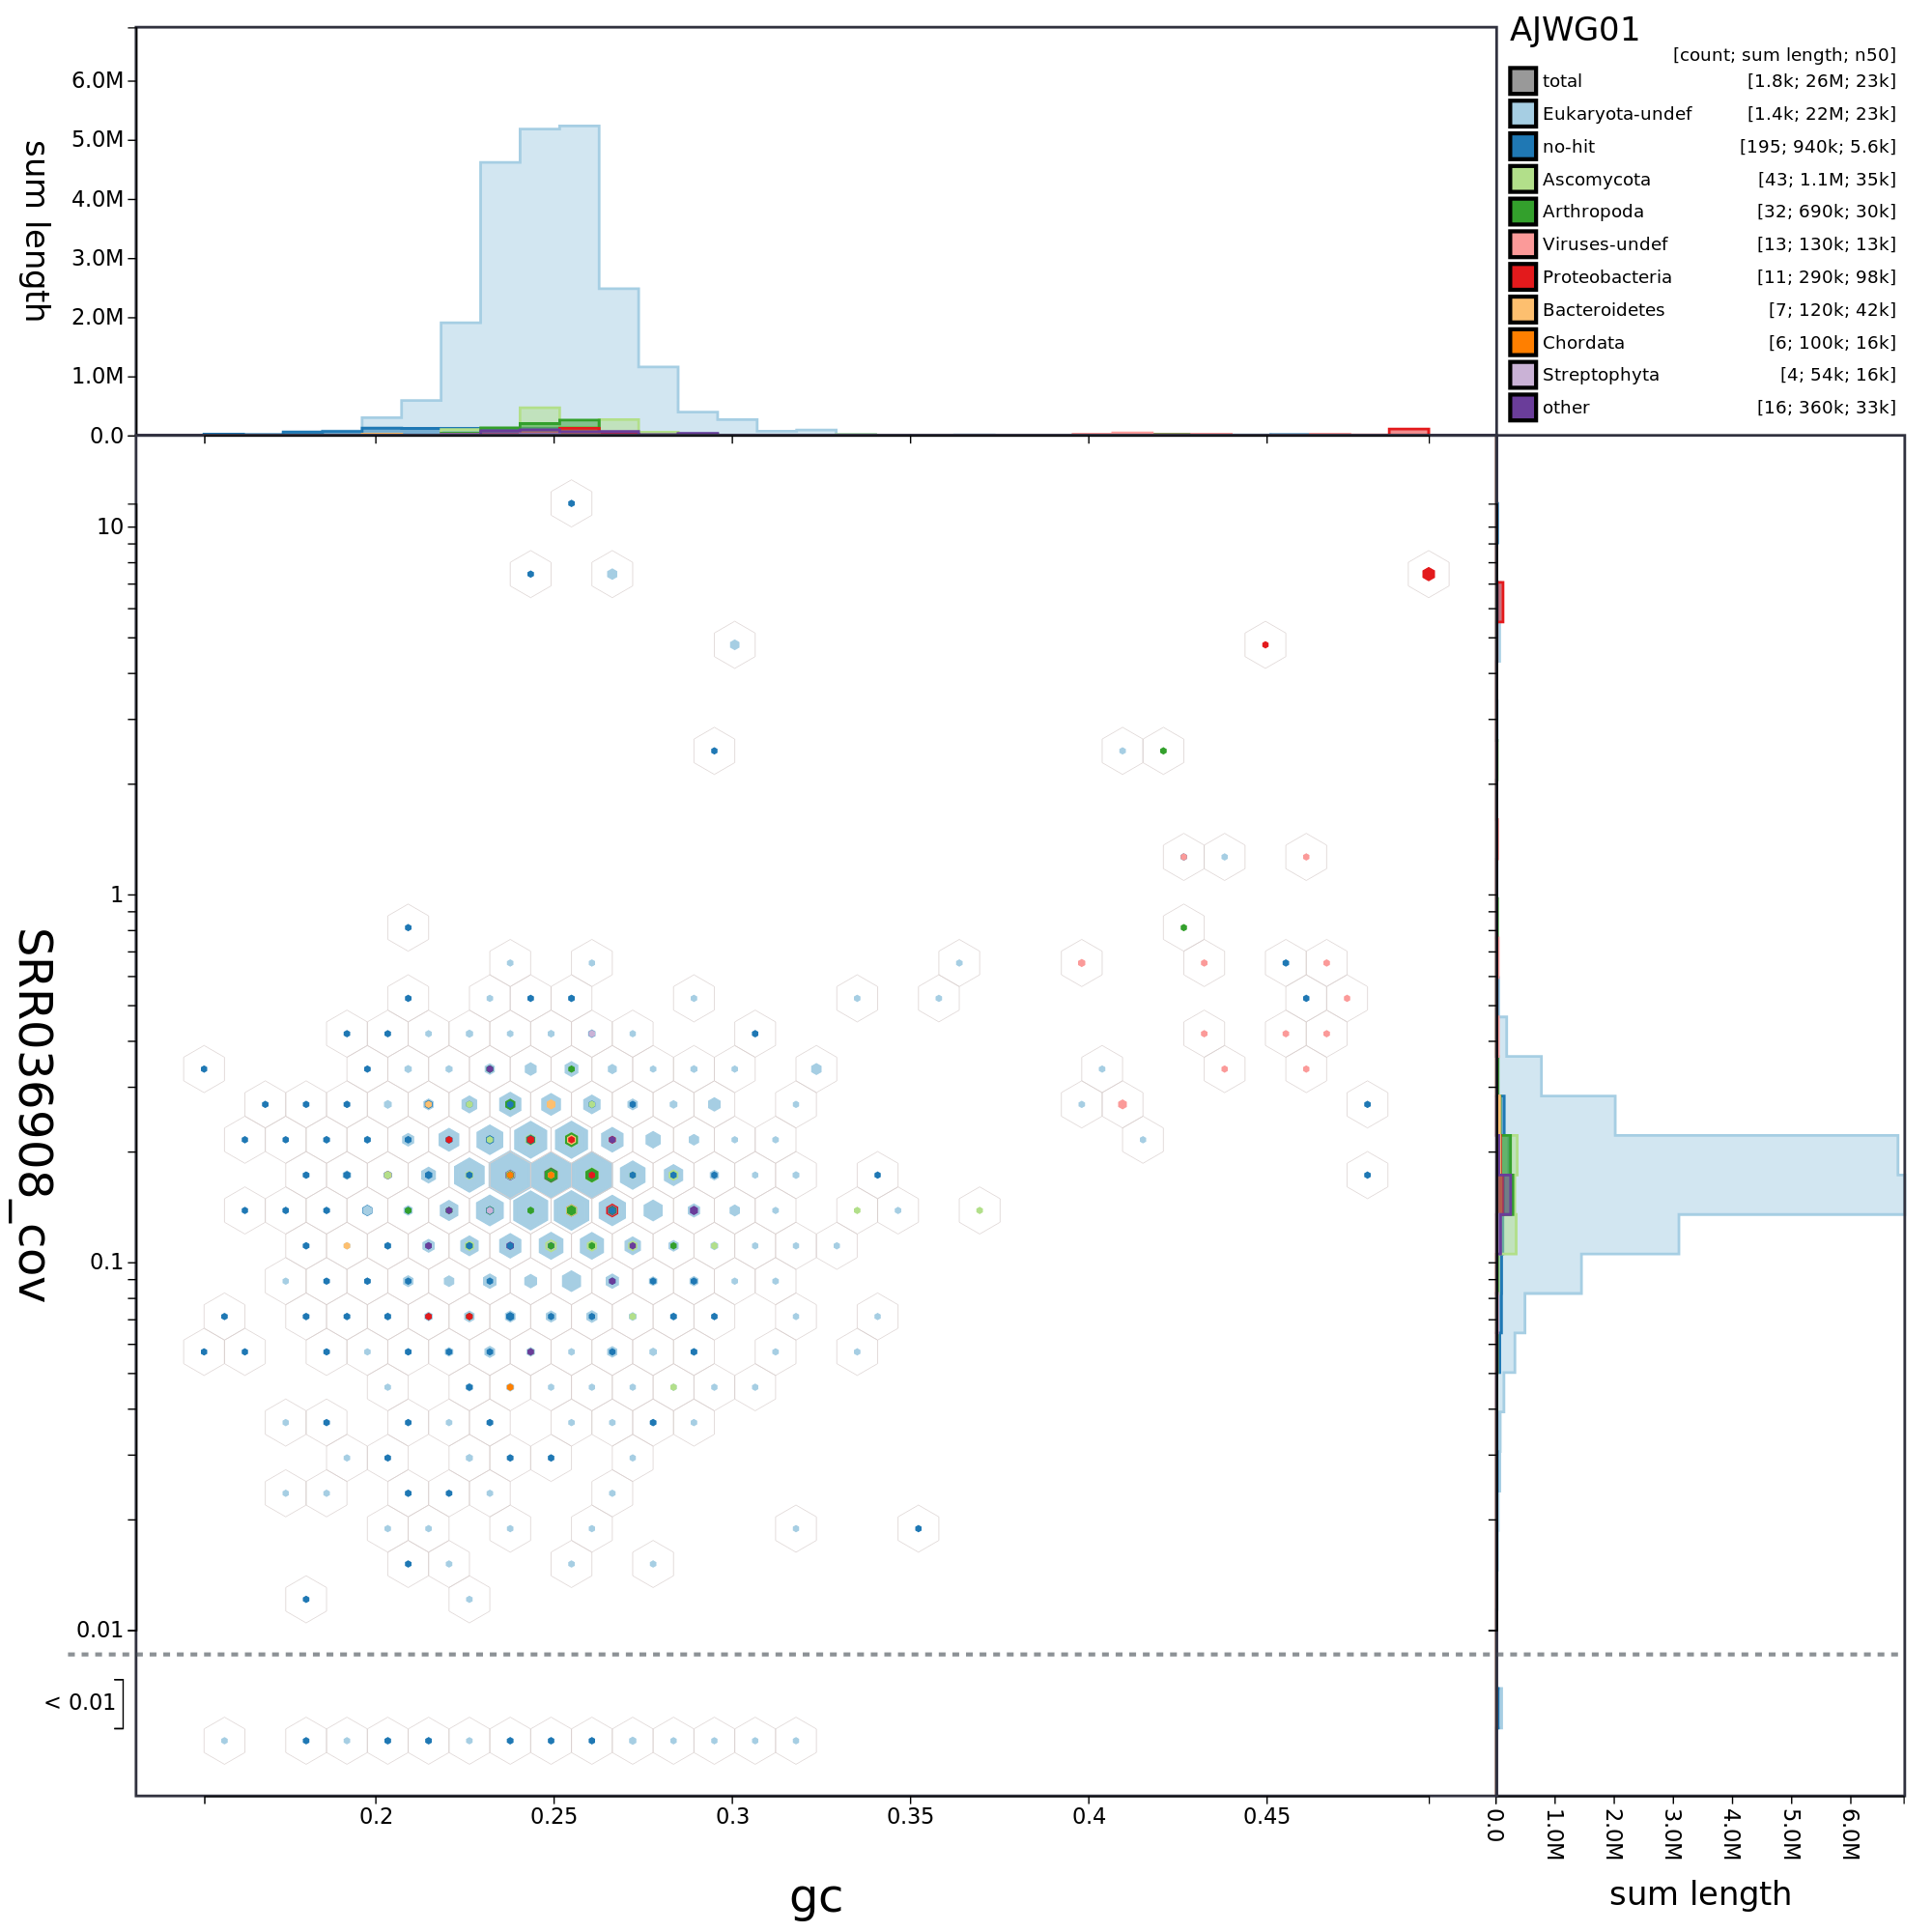 AJWG01
[count; sum length; n50]
total [1.8k; 26M; 23k]
Eukaryota-undef [1.4k; 22M; 23k]
no-hit [195; 940k; 5.6k]
Ascomycota [43; 1.1M; 35k]
Arthropoda [32; 690k; 30k]
Viruses-undef [13; 130k; 13k]
Proteobacteria [11; 290k; 98k]
Bacteroidetes [7; 120k; 42k]
Chordata [6; 100k; 16k]
Streptophyta [4; 54k; 16k]
other [16; 360k; 33k]
sum length
6.0M
5.0M
4.0M
3.0M
2.0M
1.0M
0.0
SRR036908_cov
10
1
0.1
0.01
< 0.01
0.2 0.25 0.3 0.35 0.4 0.45
gc
0.0 1.0M 2.0M 3.0M 4.0M 5.0M 6.0M
sum length